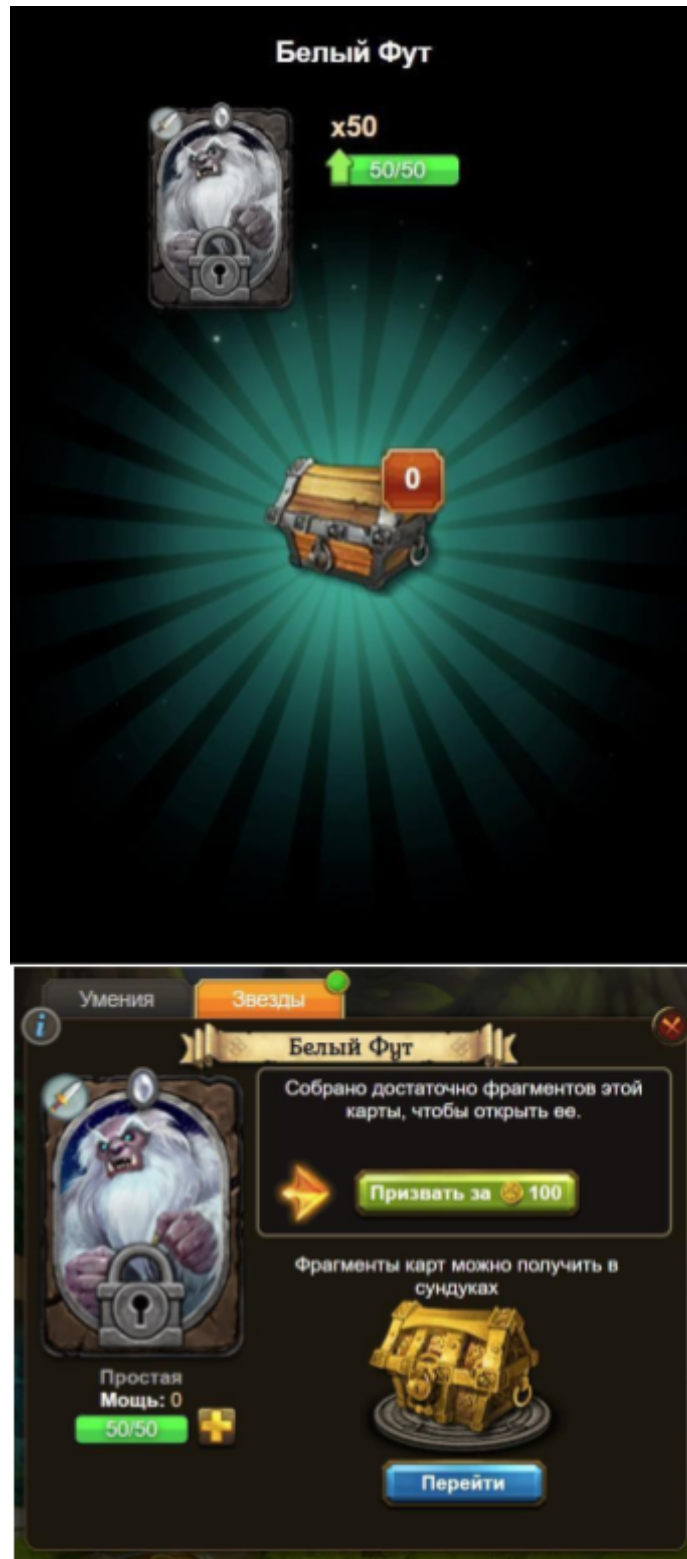 Белый Фут
x50
50/50
0
Умения
Звезды
i
Белый Фут
Собрано достаточно фрагментов этой
карты, чтобы открыть ее.
Призвать за 100
Фрагменты карт можно получить в
сундуках
Простая
Мощь: 0
50/50
Перейти